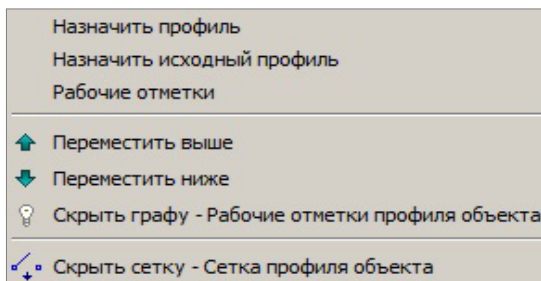 Назначить профиль
Назначить исходный профиль
Рабочие отметки
Переместить выше
Переместить ниже
Скрыть графу - Рабочие отметки профиля объекта
Скрыть сетку - Сетка профиля объекта